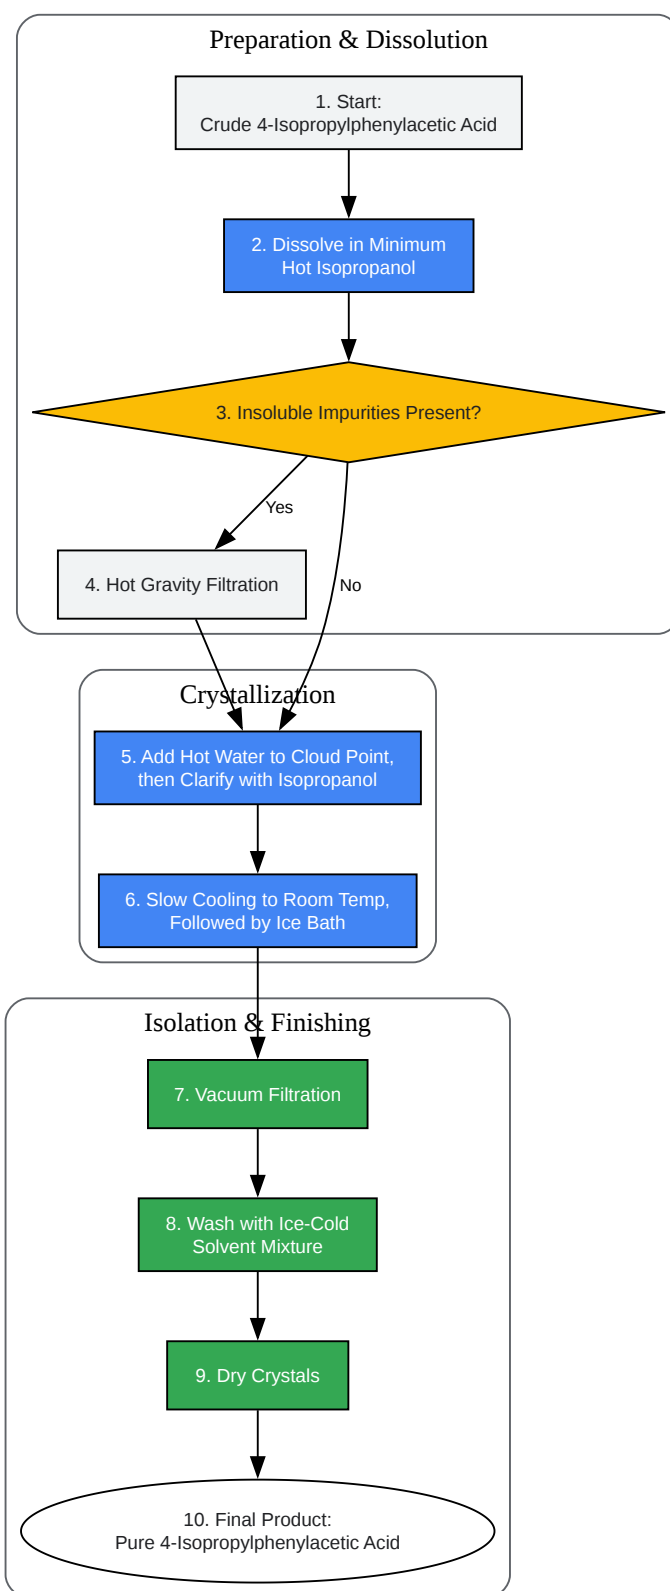 Preparation & Dissolution
1. Start:
Crude 4-Isopropylphenylacetic Acid
2. Dissolve in Minimum
Hot Isopropanol
3. Insoluble Impurities Present?
Yes
4. Hot Gravity Filtration
No
Crystallization
5. Add Hot Water to Cloud Point,
then Clarify with Isopropanol
6. Slow Cooling to Room Temp,
Followed by Ice Bath
Isolation & Finishing
7. Vacuum Filtration
8. Wash with Ice-Cold
Solvent Mixture
9. Dry Crystals
10. Final Product:
Pure 4-Isopropylphenylacetic Acid